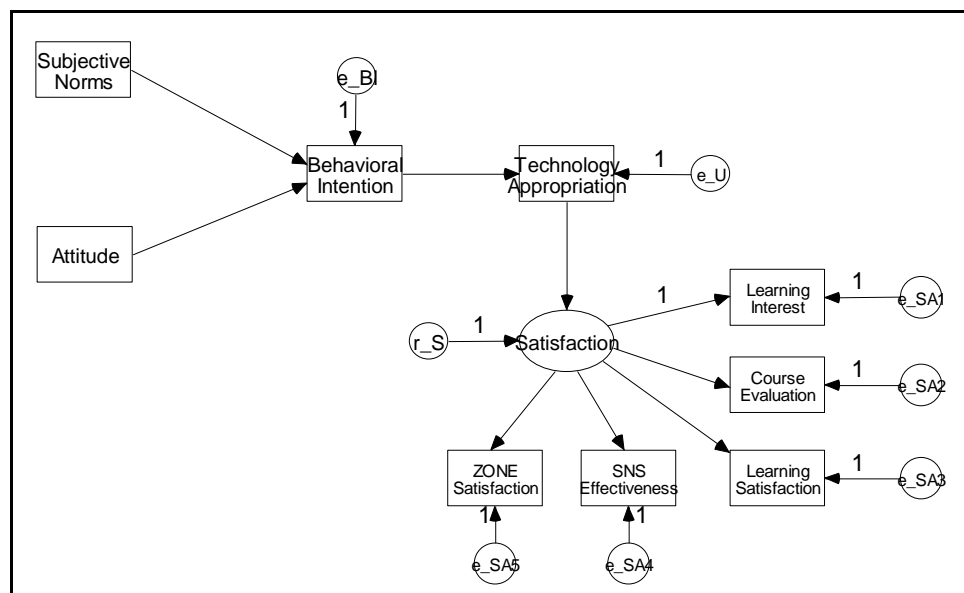 Subjective
Norms
e_BI
1
Behavioral
Intention
Technology
Appropriation
1
e_U
Attitude
Learning
Interest
1
1
e_SA1
r_S
1
Satisfaction
Course
Evaluation
1
e_SA2
ZONE
Satisfaction
SNS
Effectiveness
Learning
Satisfaction
1
e_SA3
1
1
e_SA5
e_SA4